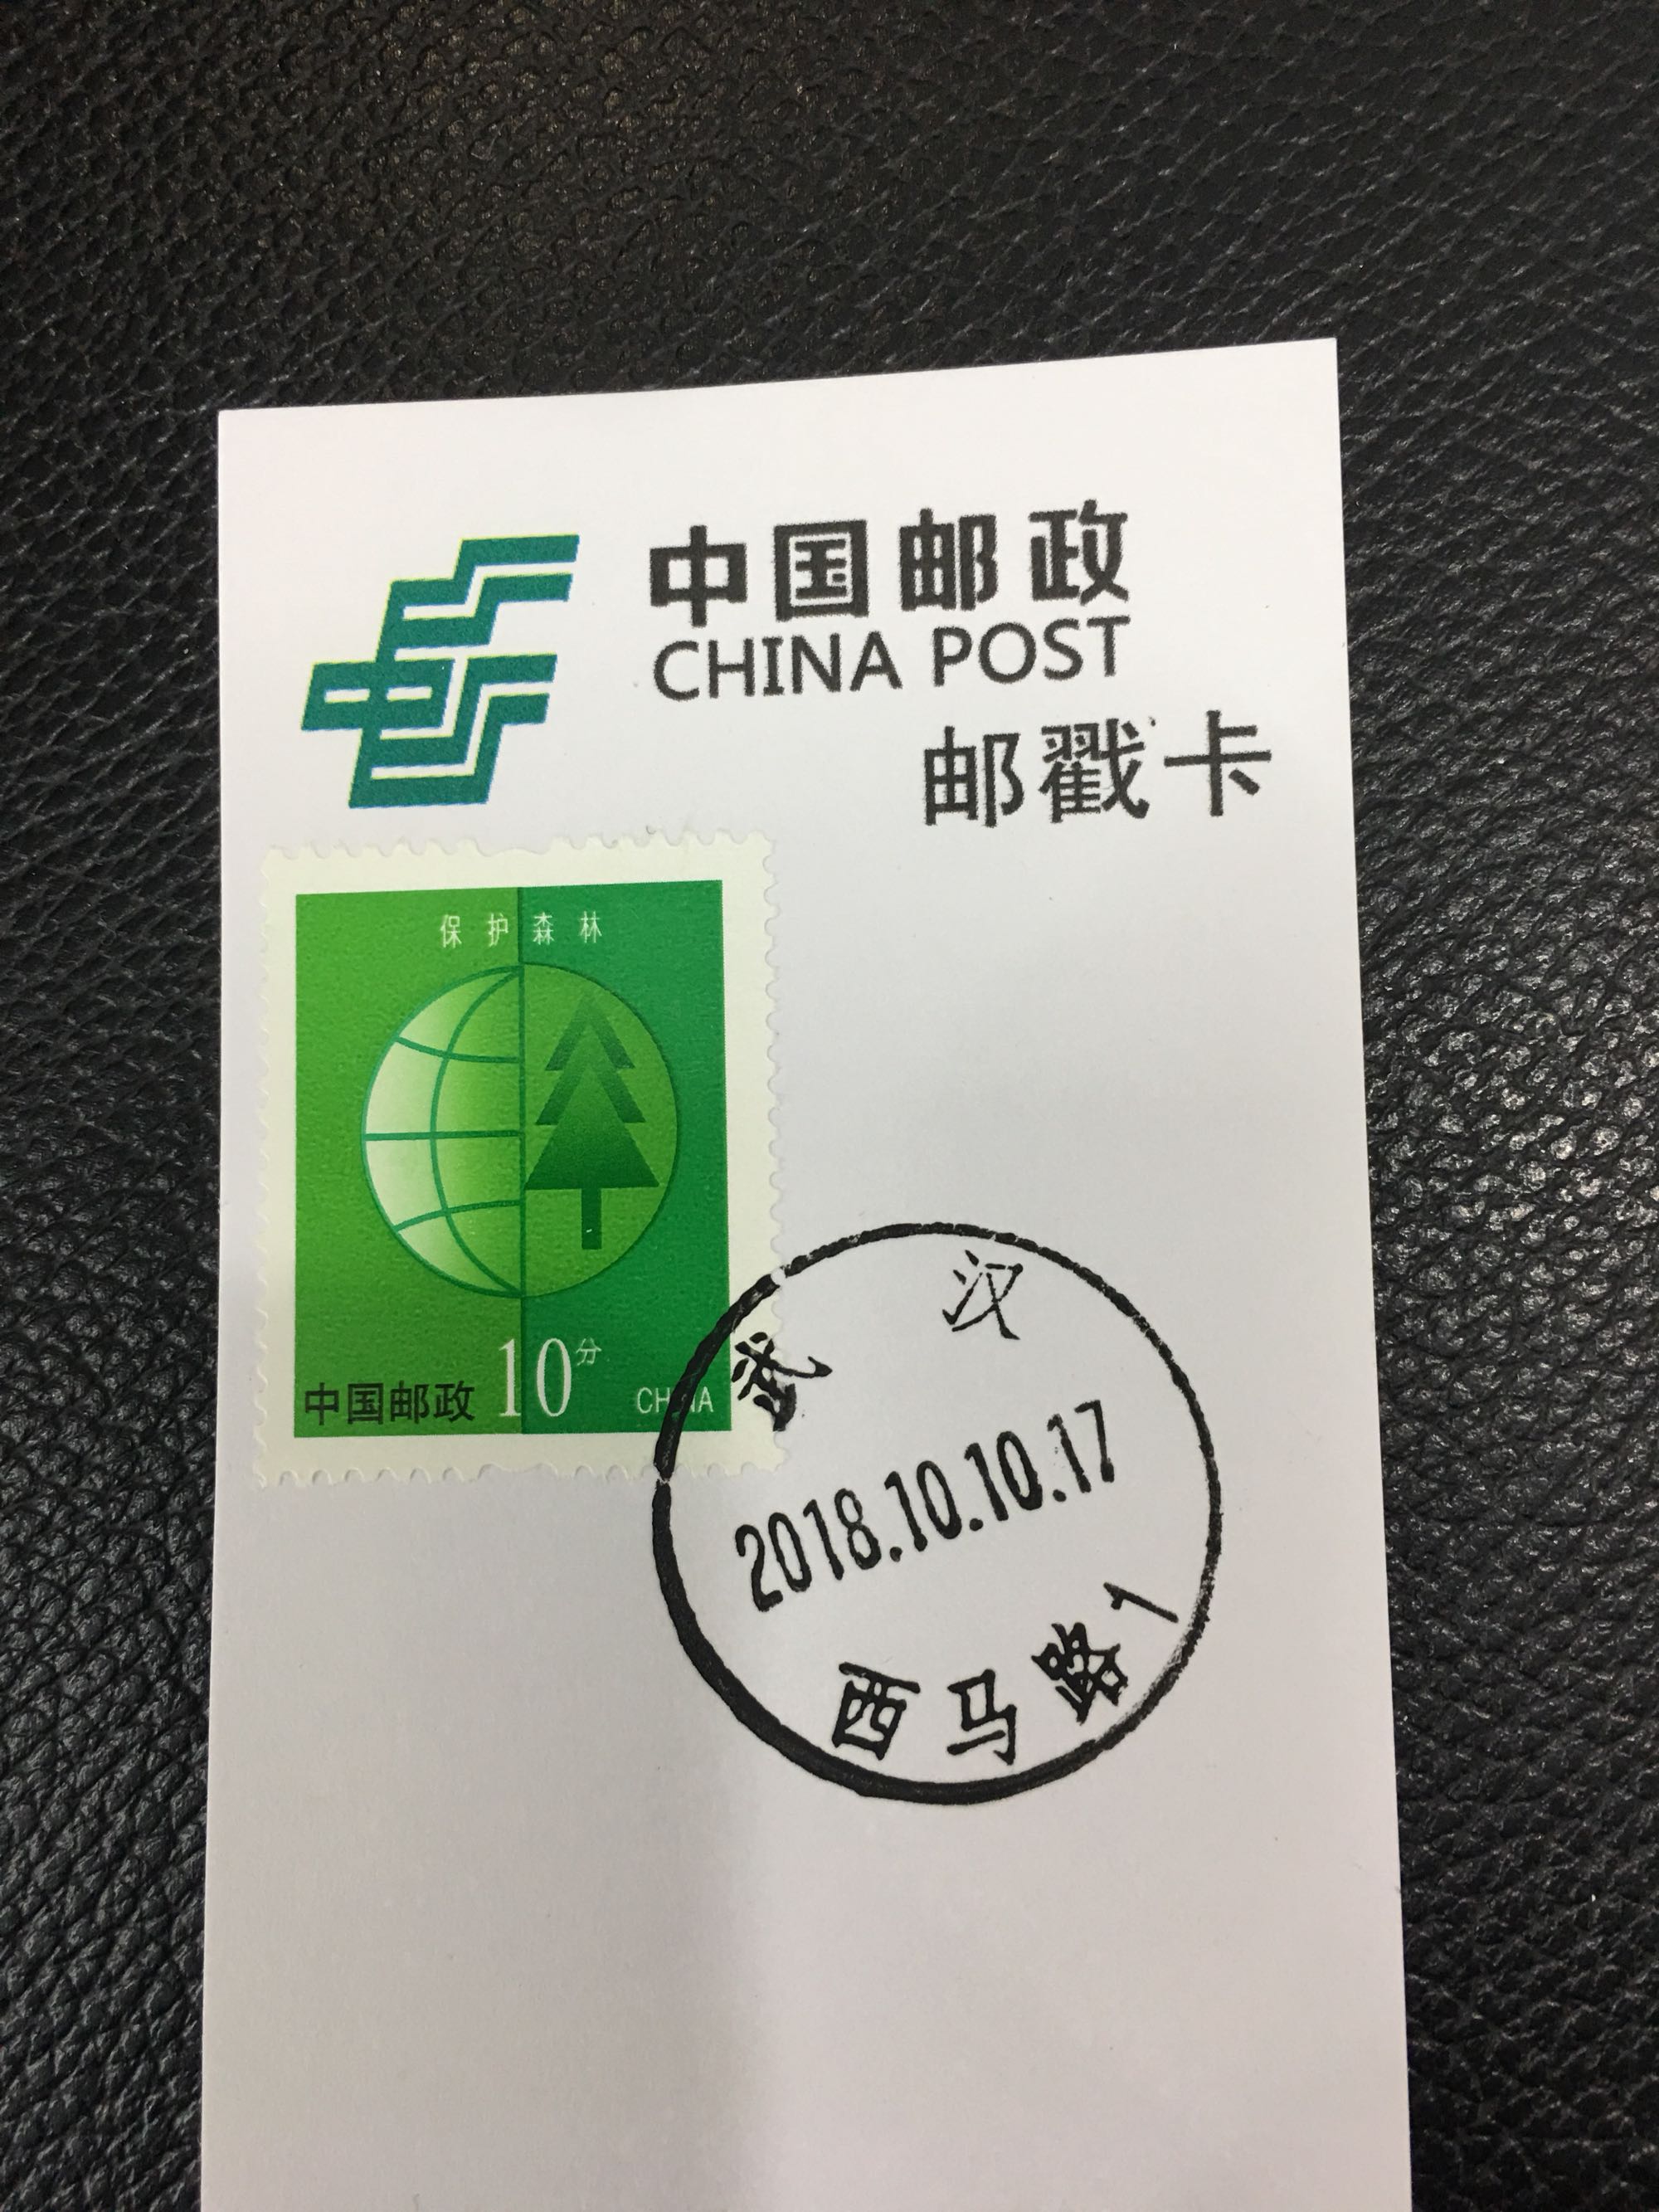 中国邮政
CHINA POST
邮戳卡
保护森林
中国邮政 10分 CHINA
武汉
2018.10.10.17
西马路1